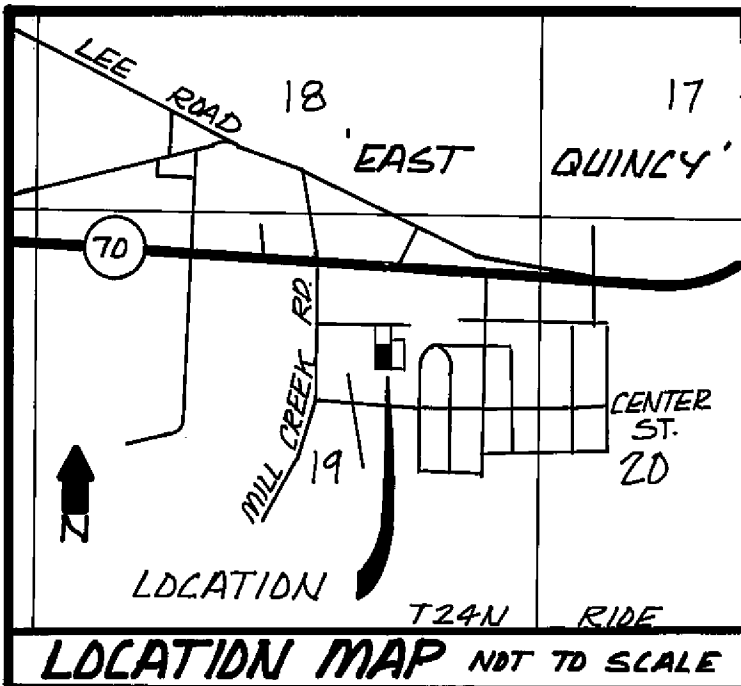 LEE ROAD
18
17
'EAST QUINCY'
70
MILL CREEK RD.
CENTER
ST.
19
20
N
LOCATION
T24N R10E
LOCATION MAP NOT TO SCALE